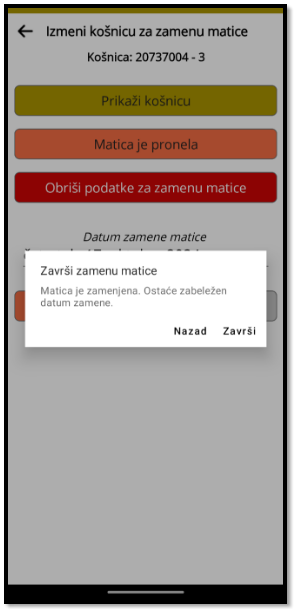 Izmeni košnicu za zamenu matice
Košnica: 20737004 - 3
Prikaži košnicu
Matica je pronela
Obriši podatke za zamenu matice
Datum zamene matice
Završi zamenu matice
Matica je zamenjena. Ostaće zabeležen
datum zamene.
Nazad Završi